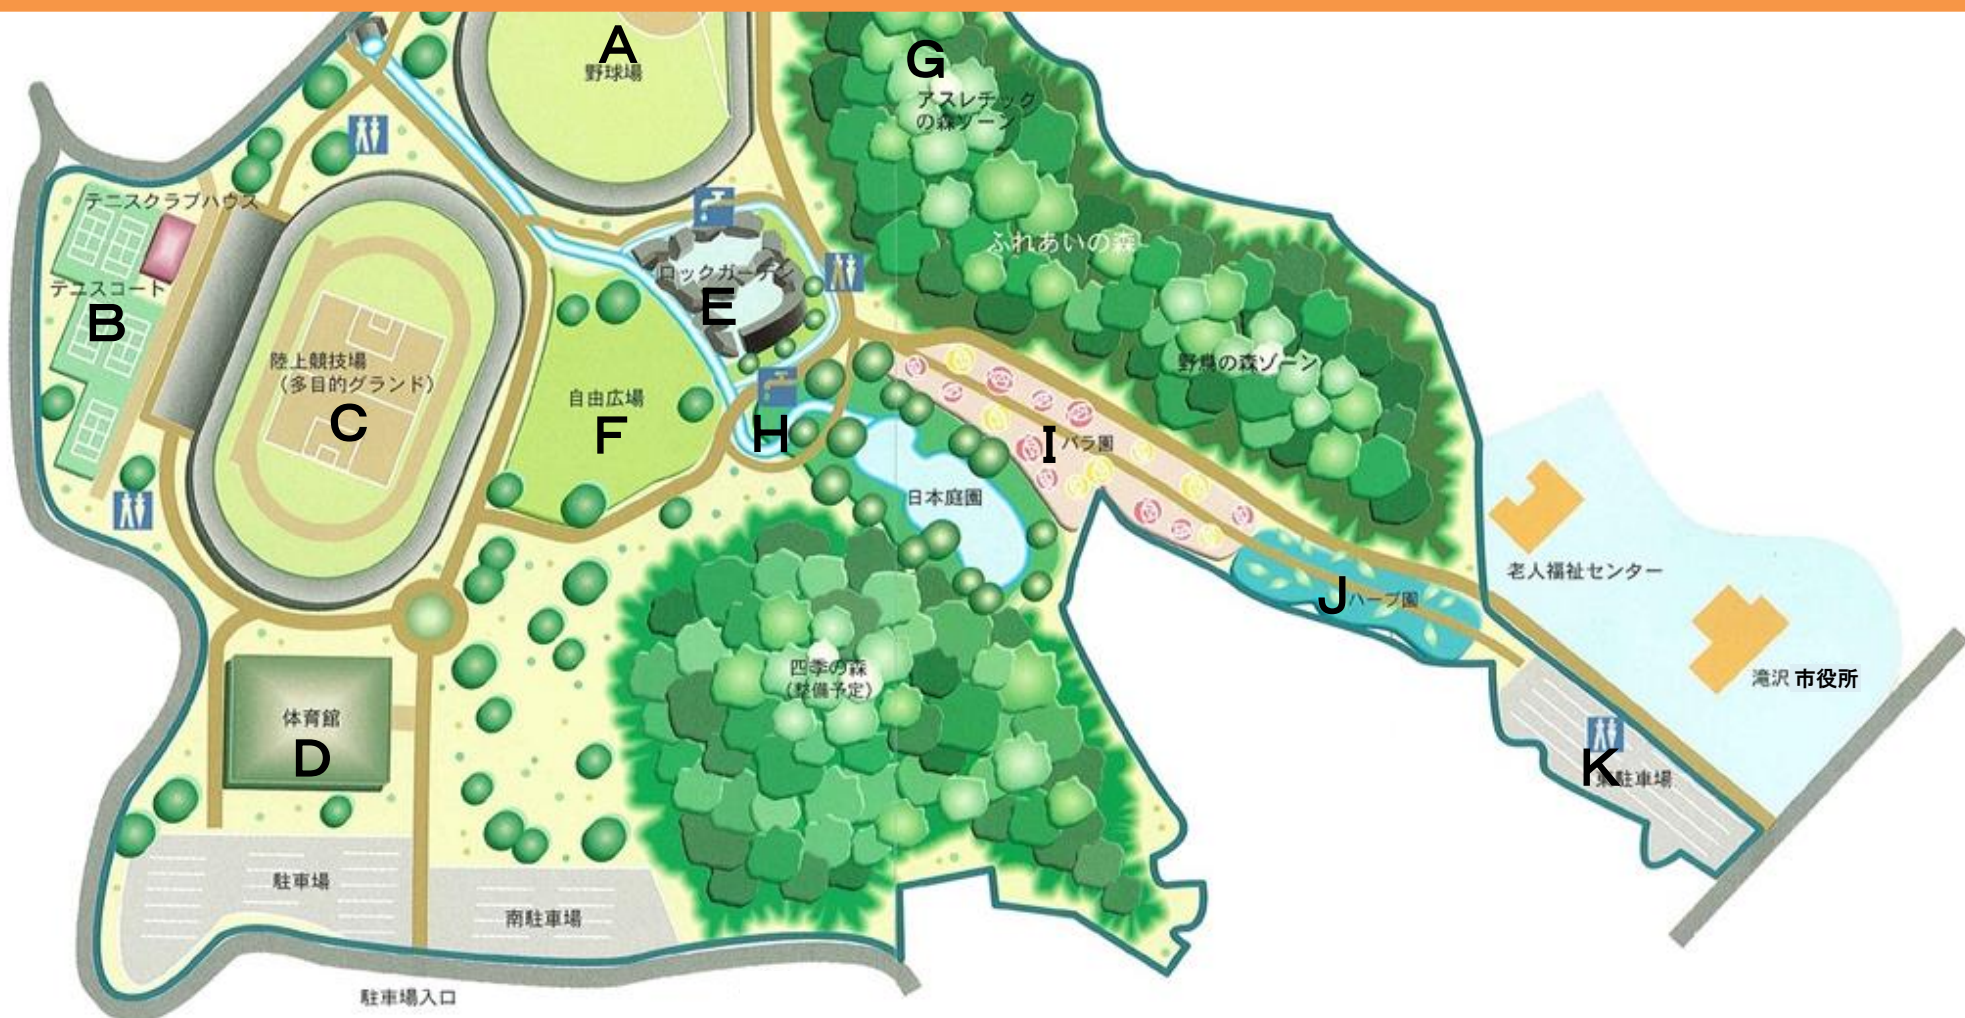 A
野球場
G
アスレチック
の森ゾーン
テニスクラブハウス
ふれあいの森
ロックガーデン
E
テニスコート
B
陸上競技場
(多目的グランド)
C
自由広場
F
H
野鳥の森ゾーン
I
バラ園
日本庭園
老人福祉センター
J
ハーブ園
四季の森
(整備予定)
滝沢 市役所
体育館
D
K
東駐車場
駐車場
南駐車場
駐車場入口